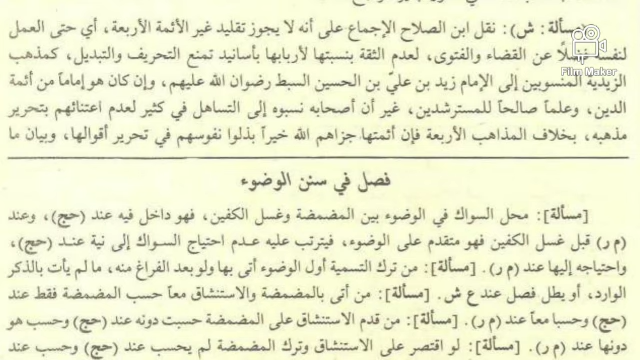 مسألة: ش): نقل ابن الصلاح الإجماع على أنه لا يجوز تقليد غير الأئمة الأربعة، أي حتى العمل
لنفسه فضلاً عن القضاء والفتوى، لعدم الثقة بنسبتها لأربابها بأسانيد تمنع التحريف والتبديل، كمذهب
الزيدية المنسوبين إلى الإمام زيد بن عليّ بن الحسين السبط رضوان الله عليهم، وإن كان هو إماماً من أئمة
الدين، وعلماً صالحاً للمسترشدين، غير أن أصحابه نسبوه إلى التساهل في كثير لعدم اعتنائهم بتحرير
مذهبه، بخلاف المذاهب الأربعة فإن أئمتها جزاهم الله خيراً بذلوا نفوسهم في تحرير أقوالها، وبيان ما
Film Maker
فصل في سنن الوضوء
[مسألة]: محل السواك في الوضوء بين المضمضة وغسل الكفين، فهو داخل فيه عند (حج)، وعند
(م ر) قبل غسل الكفين فهو متقدم على الوضوء، فيترتب عليه عدم احتياج السواك إلى نية عند (حج)،
واحتياجه إليها عند (م ر). [مسألة]: من ترك التسمية أول الوضوء أتى بها ولو بعد الفراغ منه، ما لم يأت بالذكر
الوارد، أو يطل فصل عند ع ش. [مسألة]: من أتى بالمضمضة والاستنشاق معاً حسب المضمضة فقط عند
(حج) وحسبا معاً عند (م ر). [مسألة]: من قدم الاستنشاق على المضمضة حسبت دونه عند (حج) وحسب هو
دونها عند (م ر). [مسألة]: لو اقتصر على الاستنشاق وترك المضمضة لم يحسب عند (حج) وحسب عند